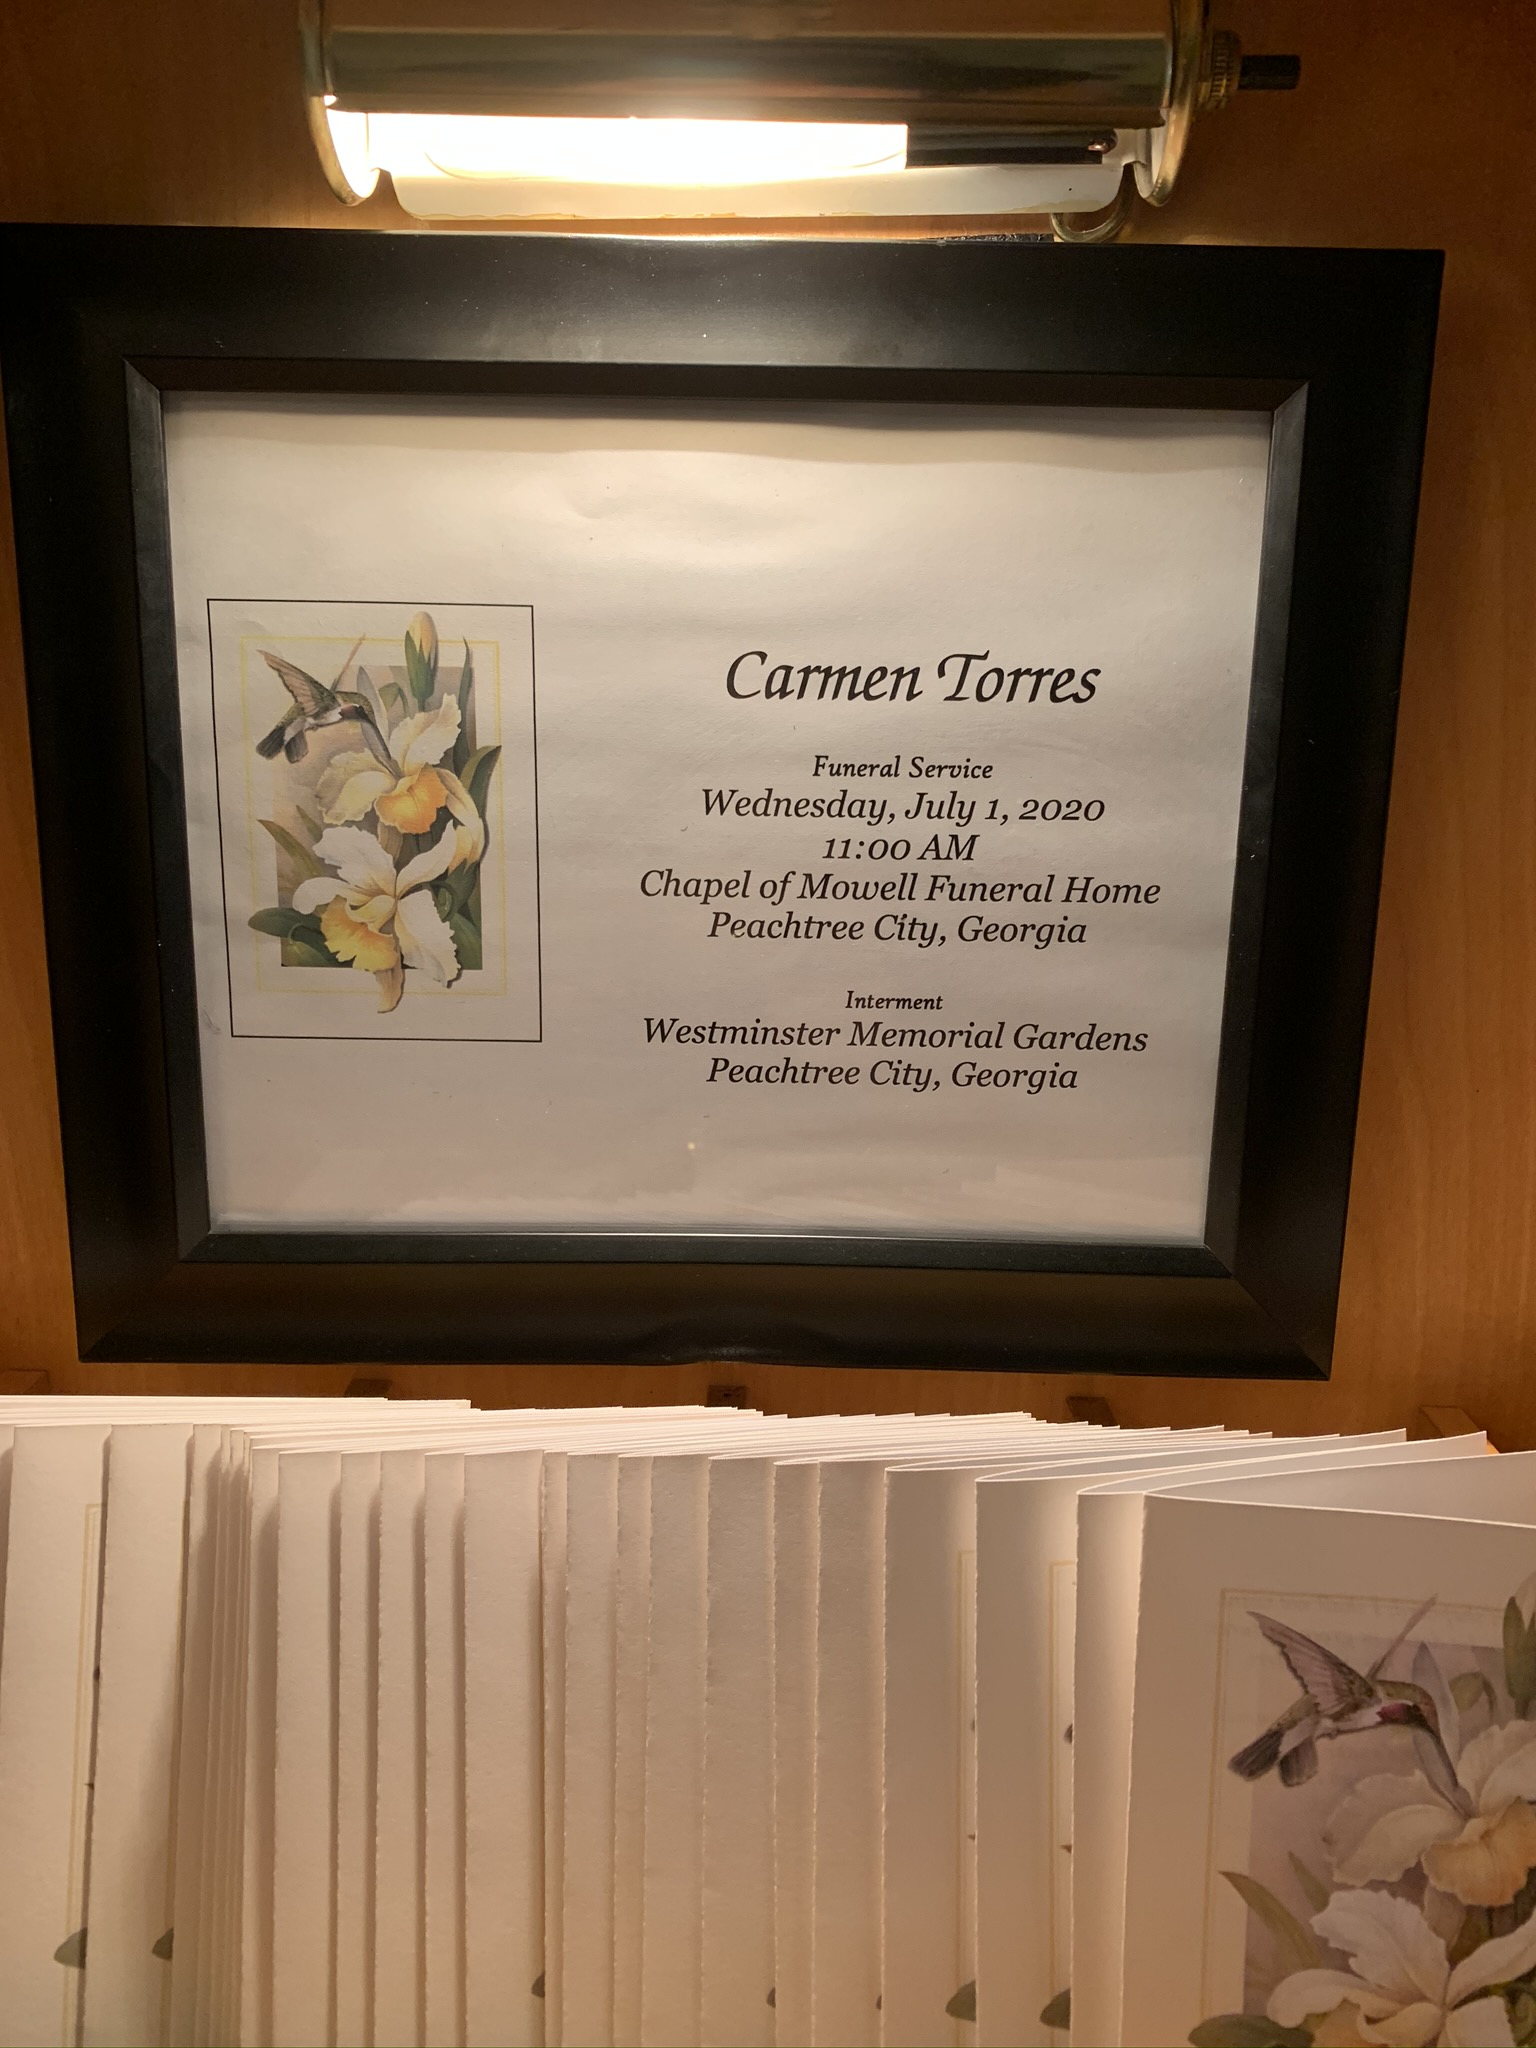 Carmen Torres
Funeral Service
Wednesday, July 1, 2020
11:00 AM
Chapel of Mowell Funeral Home
Peachtree City, Georgia
Interment
Westminster Memorial Gardens
Peachtree City, Georgia